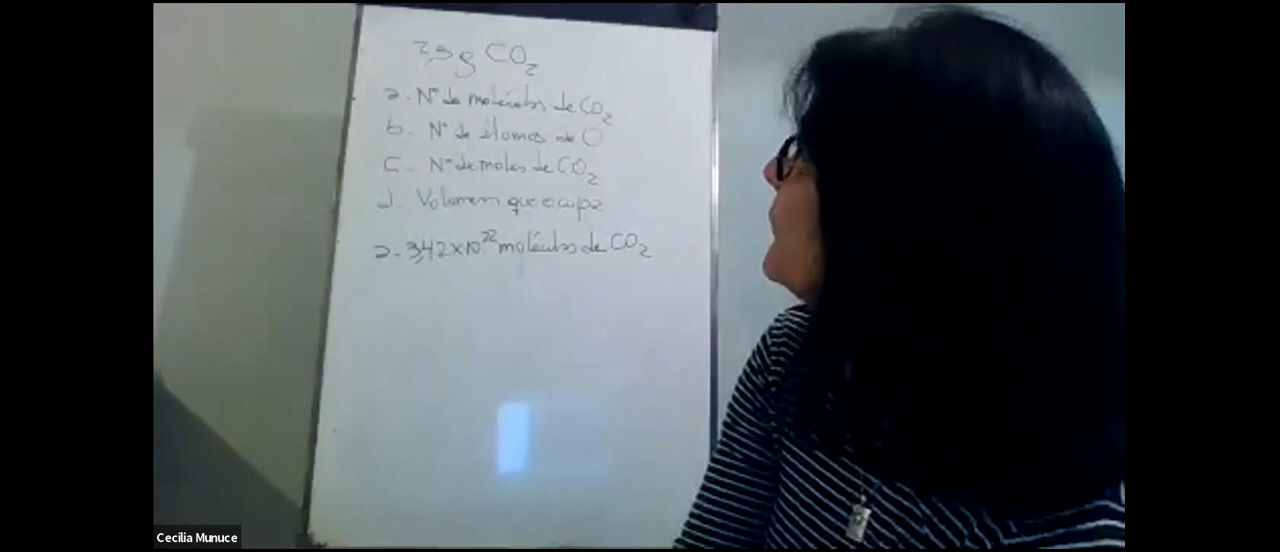 2,5 g CO2
a. N° de moléculas de CO2
b. N° de átomos de O
c. N° de moles de CO2
d. Volumen que ocupa
a. 3,42x10^22 moléculas de CO2
Cecilia Munuce